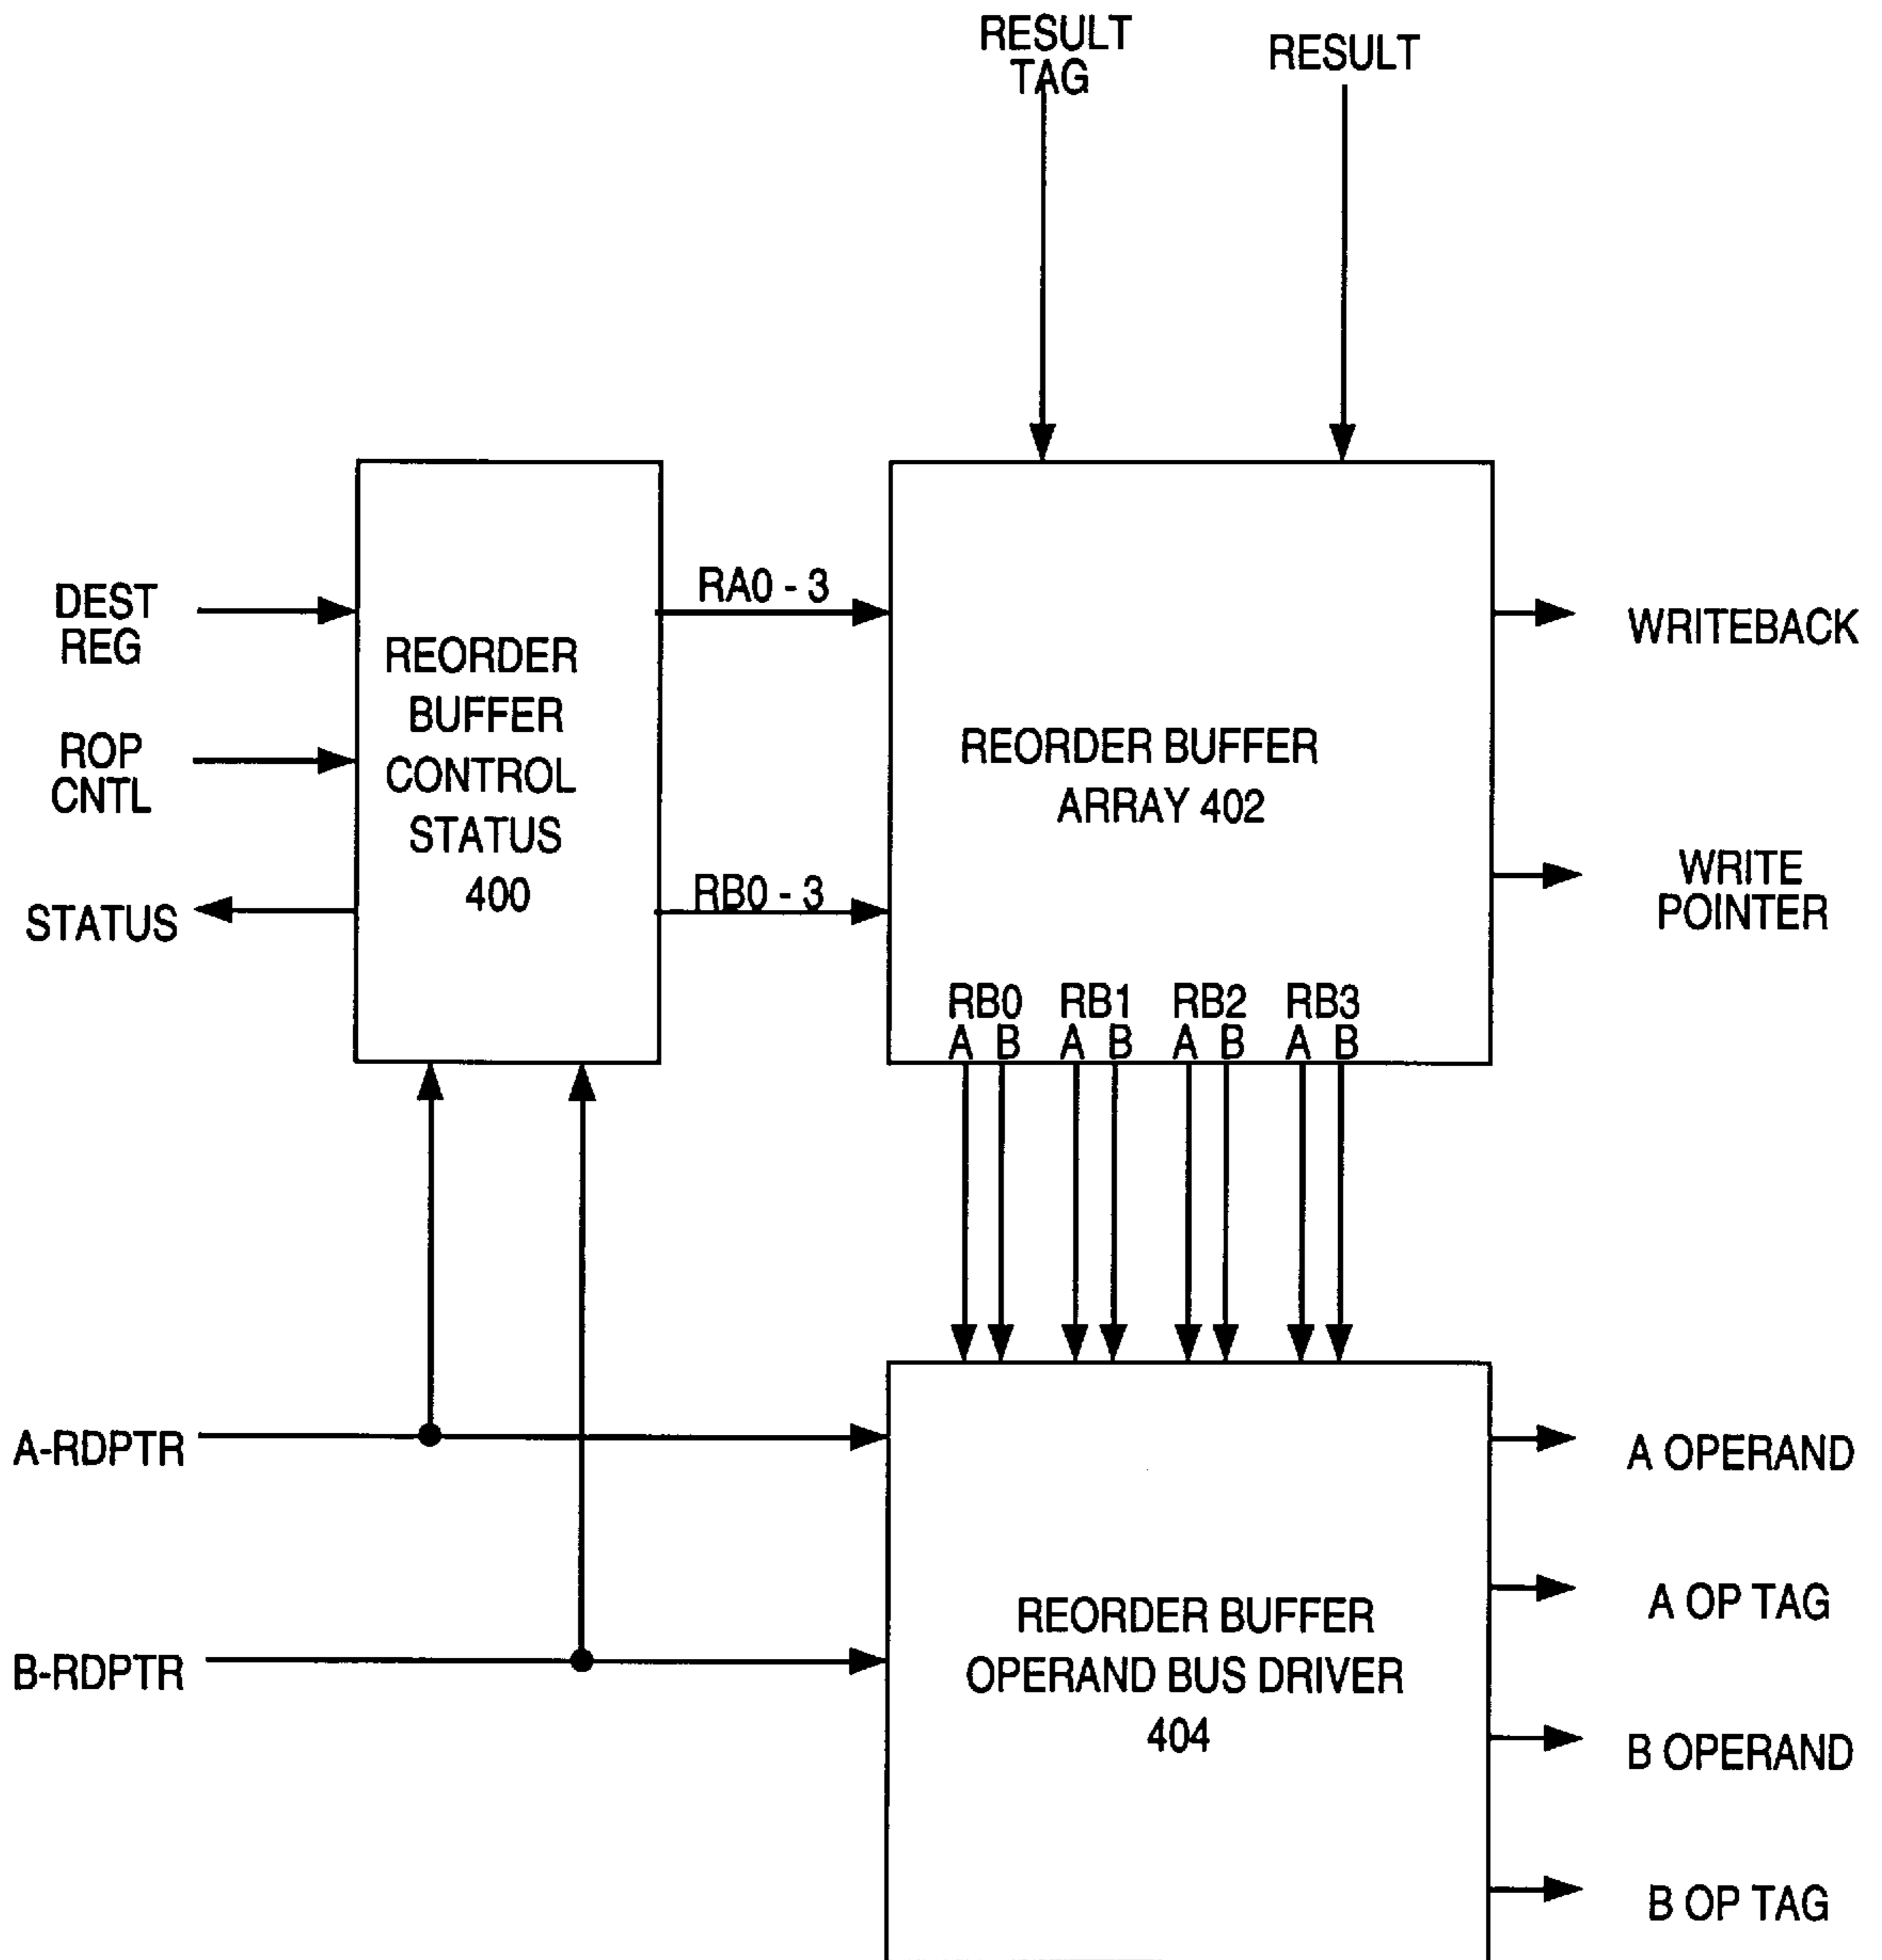 RESULT
TAG
RESULT
DEST
REG
ROP
CNTL
STATUS
REORDER
BUFFER
CONTROL
STATUS
400
RA0 - 3
RB0 - 3
REORDER BUFFER
ARRAY 402
RB0 RB1 RB2 RB3
A B A B A B A B
WRITEBACK
WRITE
POINTER
A-RDPTR
B-RDPTR
REORDER BUFFER
OPERAND BUS DRIVER
404
A OPERAND
A OP TAG
B OPERAND
B OP TAG